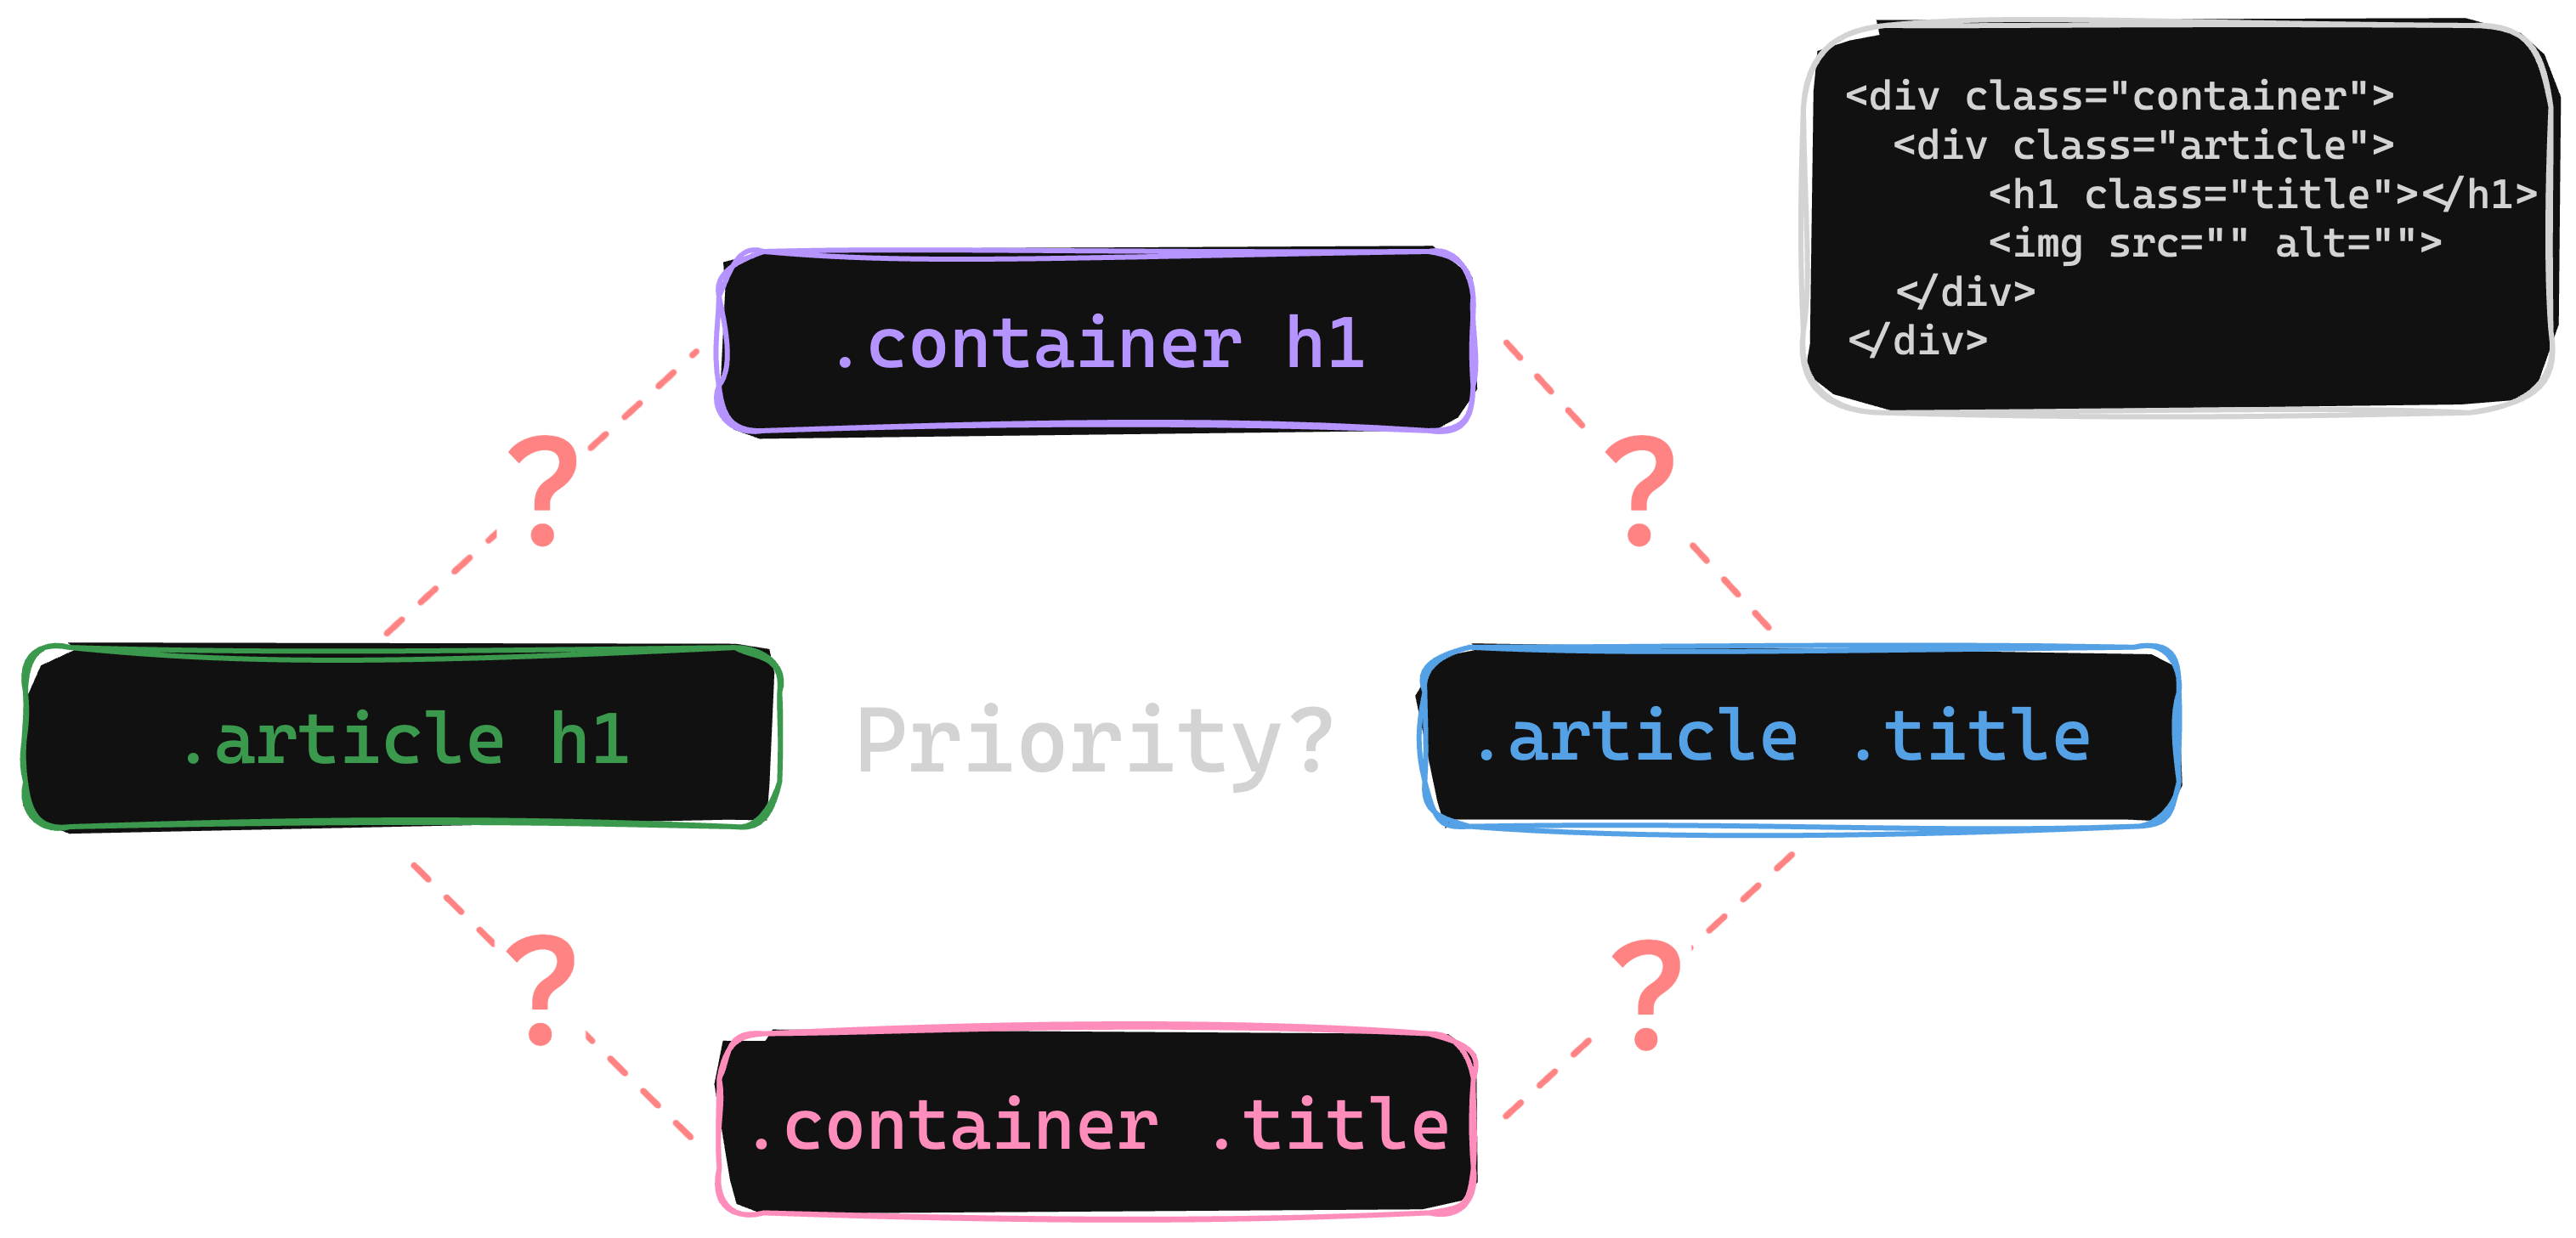 <div class="container">
<div class="article">
<h1 class="title"></h1>
<img src="" alt="">
</div>
</div>
.container h1
?
?
.article h1
Priority?
.article .title
?
?
.container .title